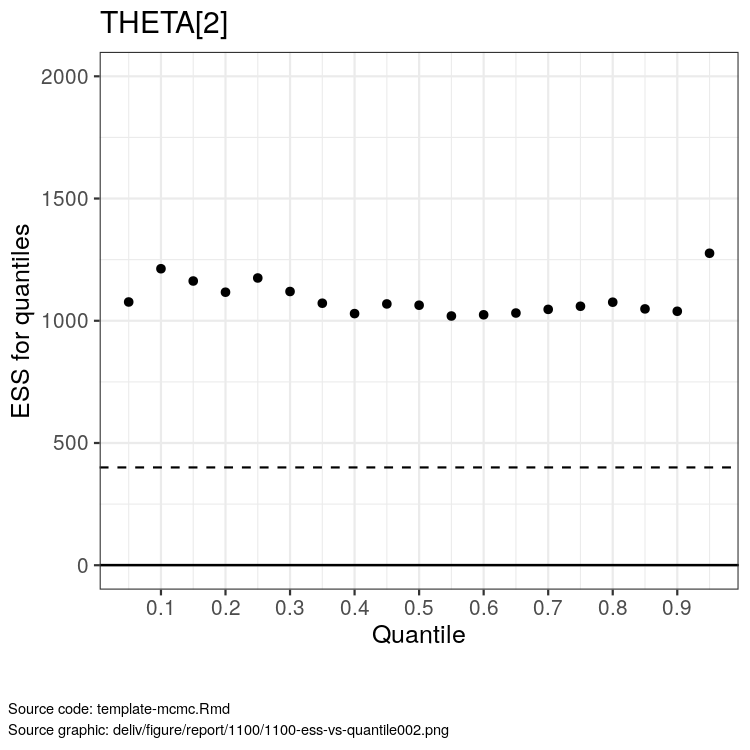 THETA[2]
2000
1500
1000
500
0
ESS for quantiles
0.1 0.2 0.3 0.4 0.5 0.6 0.7 0.8 0.9
Quantile
Source code: template-mcmc.Rmd
Source graphic: deliv/figure/report/1100/1100-ess-vs-quantile002.png